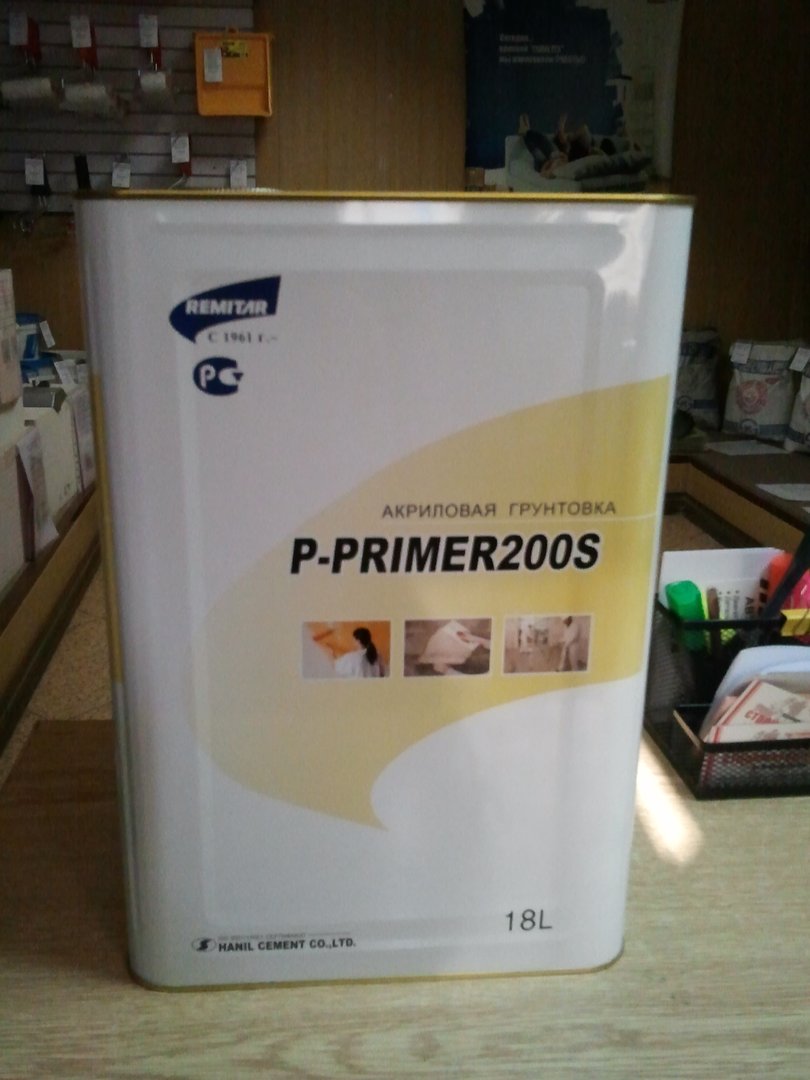 REMITAR
С 1961 г.-
АКРИЛОВАЯ ГРУНТОВКА
P-PRIMER200S
18L
HANIL CEMENT CO.,LTD.